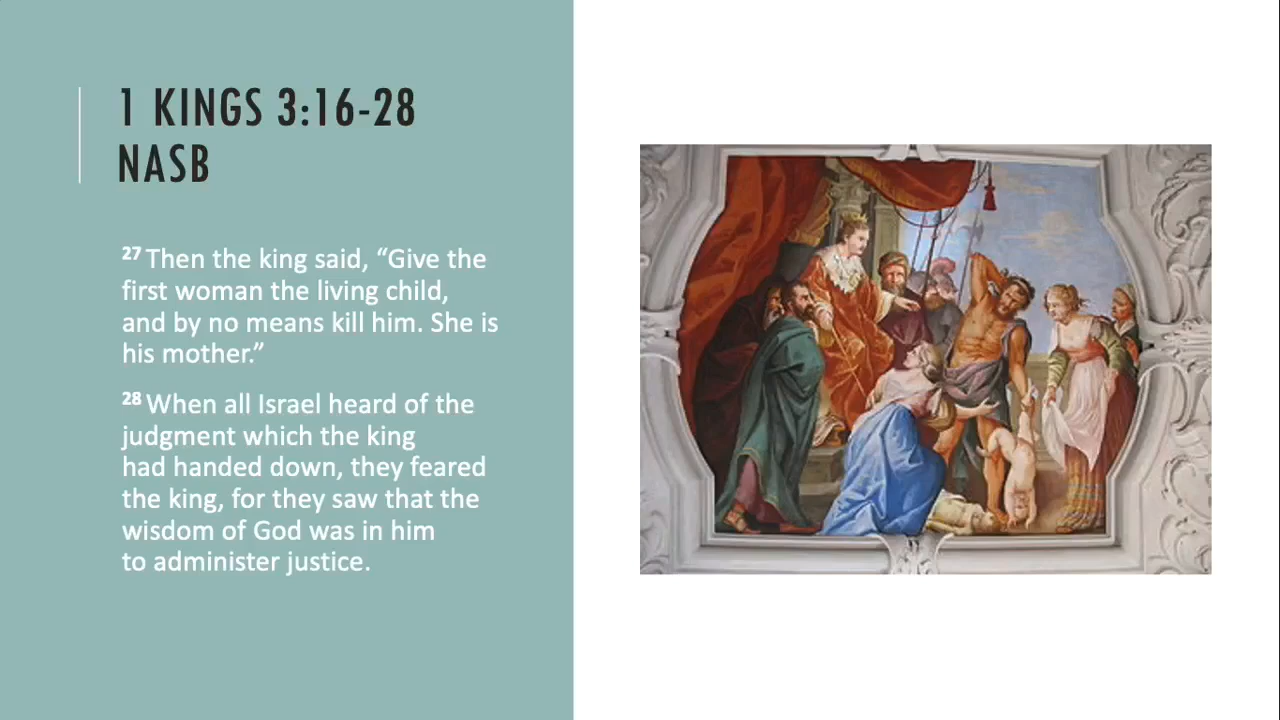 1 KINGS 3:16-28
NASB
27 Then the king said, “Give the
first woman the living child,
and by no means kill him. She is
his mother.”
28 When all Israel heard of the
judgment which the king
had handed down, they feared
the king, for they saw that the
wisdom of God was in him
to administer justice.